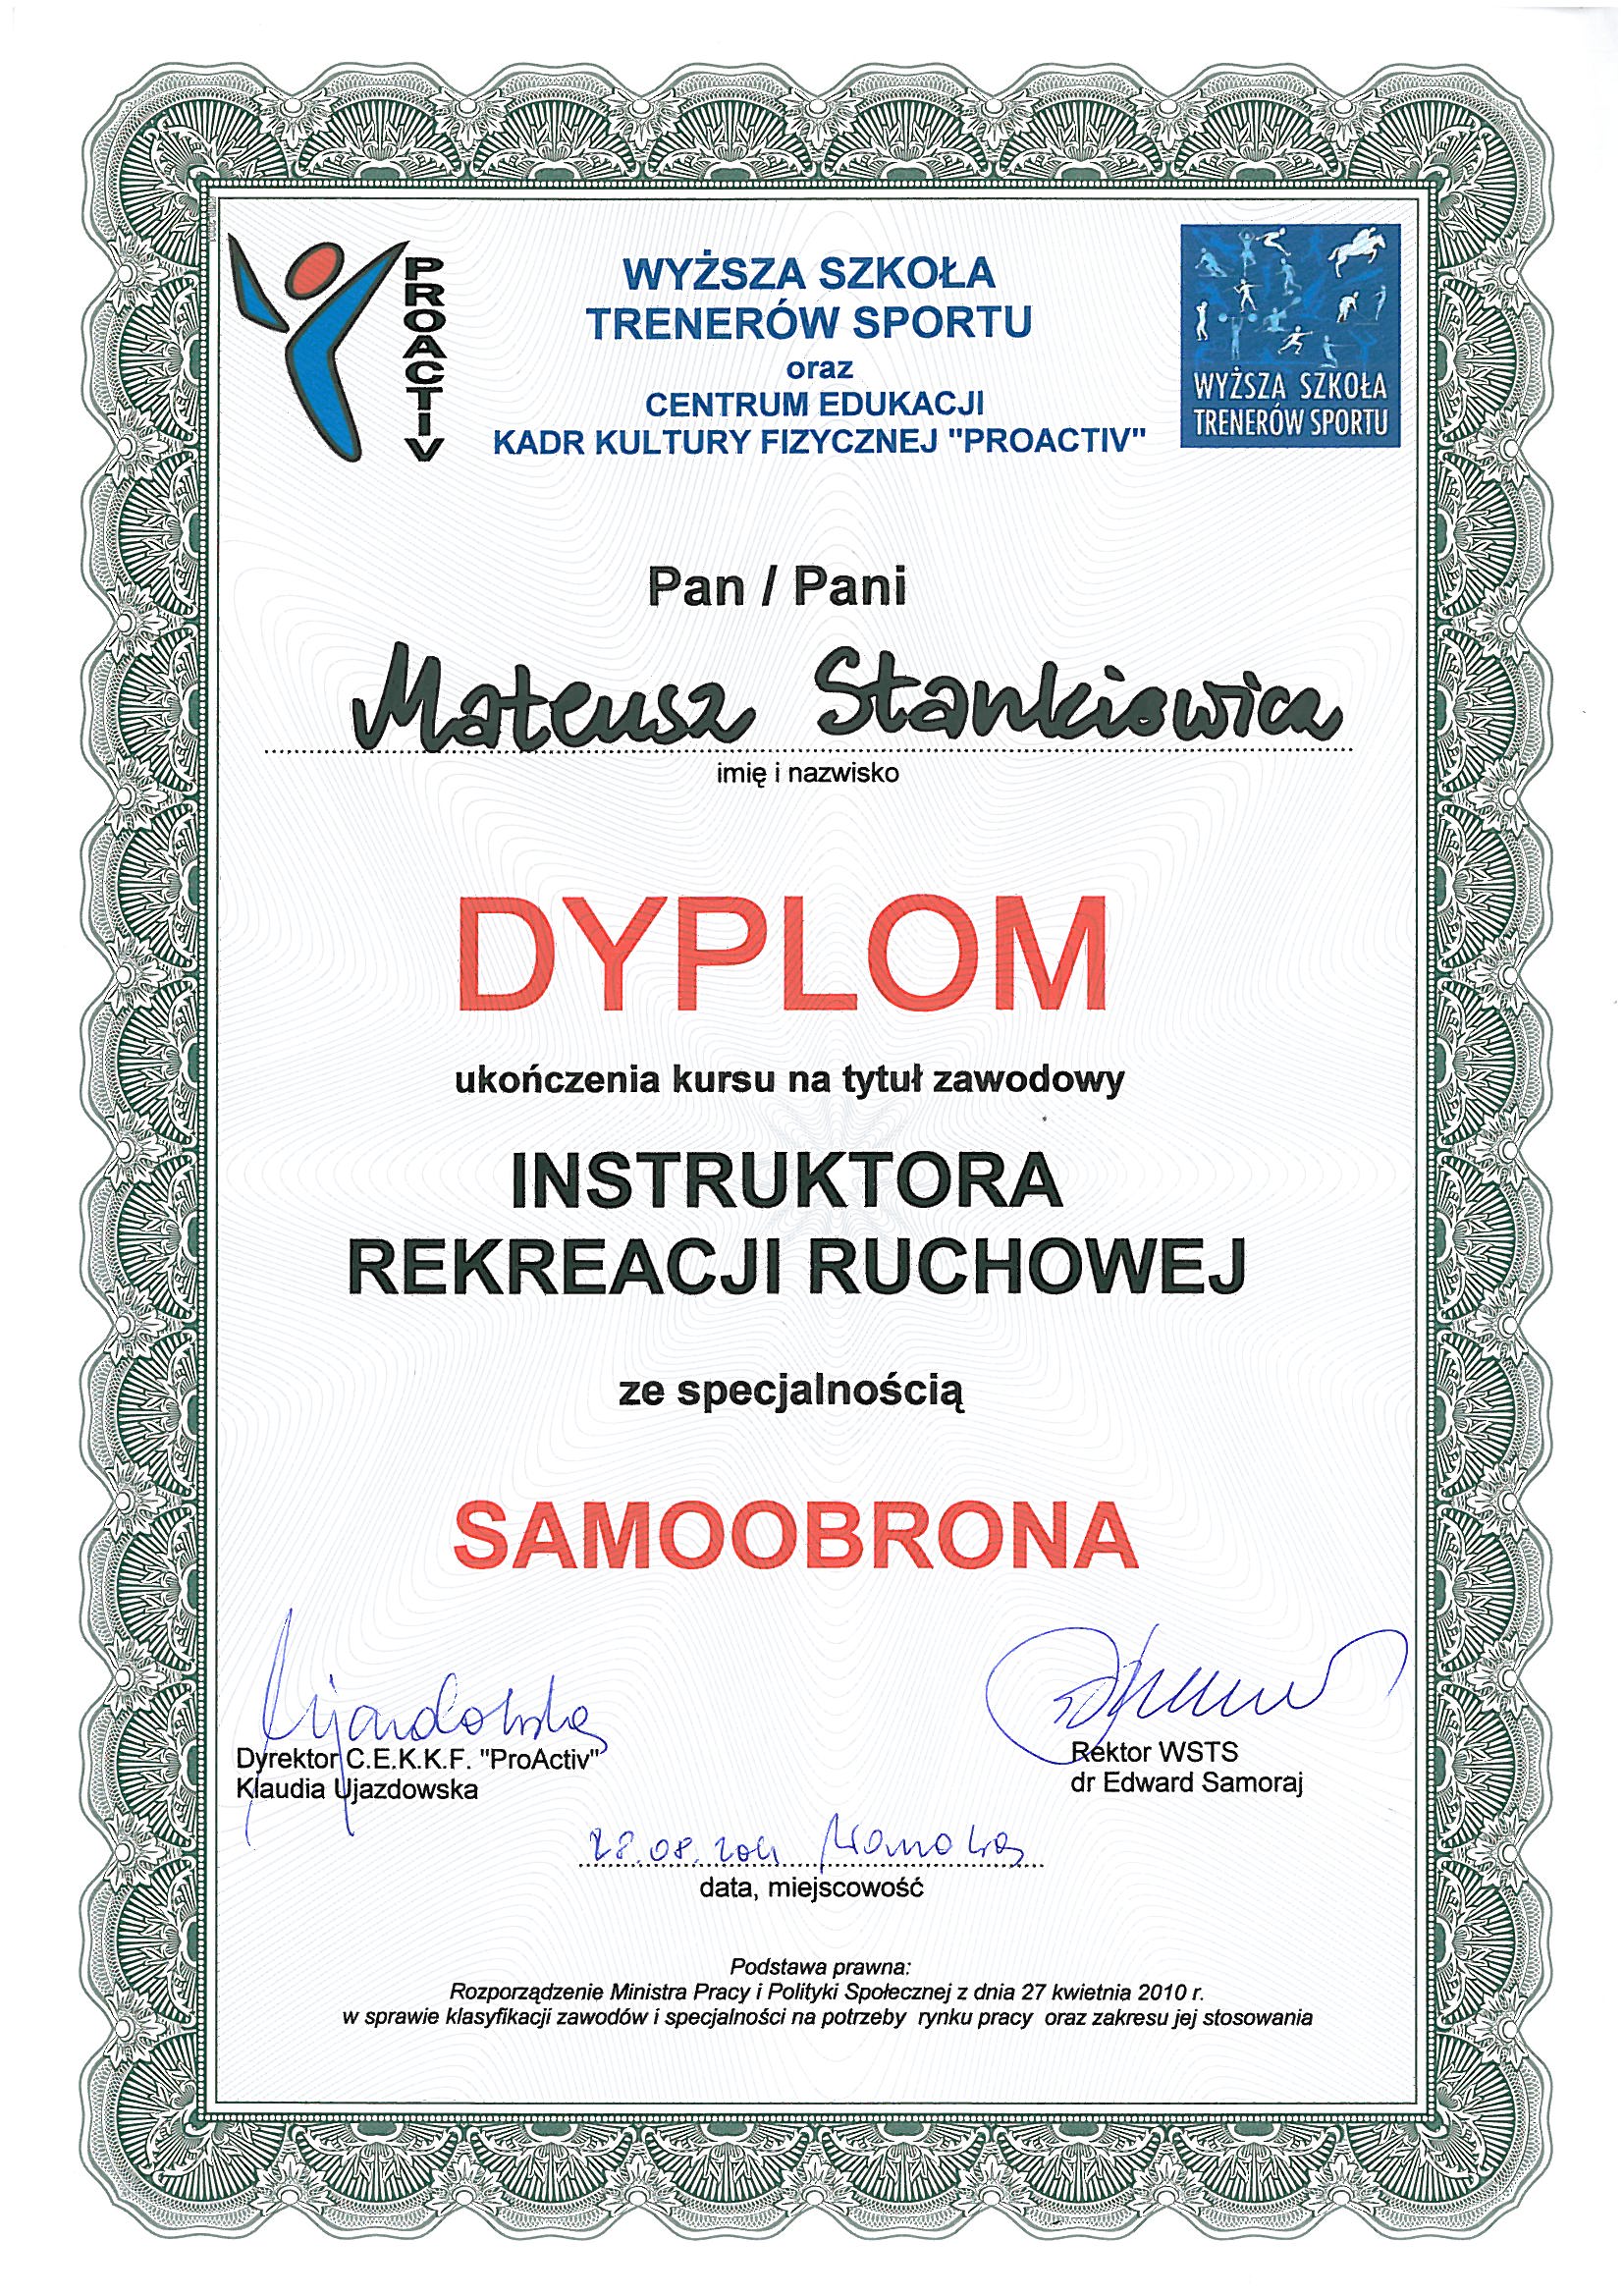 PROACTIV
WYŻSZA SZKOŁA
TRENERÓW SPORTU
oraz
CENTRUM EDUKACJI
KADR KULTURY FIZYCZNEJ "PROACTIV"
WYŻSZA SZKOŁA
TRENERÓW SPORTU
Pan / Pani
Mateusz Stankiewicz
imię i nazwisko
DYPLOM
ukończenia kursu na tytuł zawodowy
INSTRUKTORA
REKREACJI RUCHOWEJ
ze specjalnością
SAMOOBRONA
Ujazdowska
Dyrektor C.E.K.K.F. "ProActiv"
Klaudia Ujazdowska
Rektor WSTS
dr Edward Samoraj
28.08.2011
data, miejscowość
Podstawa prawna:
Rozporządzenie Ministra Pracy i Polityki Społecznej z dnia 27 kwietnia 2010 r.
w sprawie klasyfikacji zawodów i specjalności na potrzeby rynku pracy oraz zakresu jej stosowania